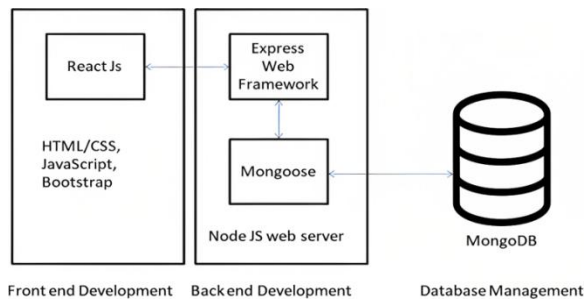 React Js
HTML/CSS,
JavaScript,
Bootstrap
Express
Web
Framework
Mongoose
Node JS web server
MongoDB
Front end Development
Back end Development
Database Management